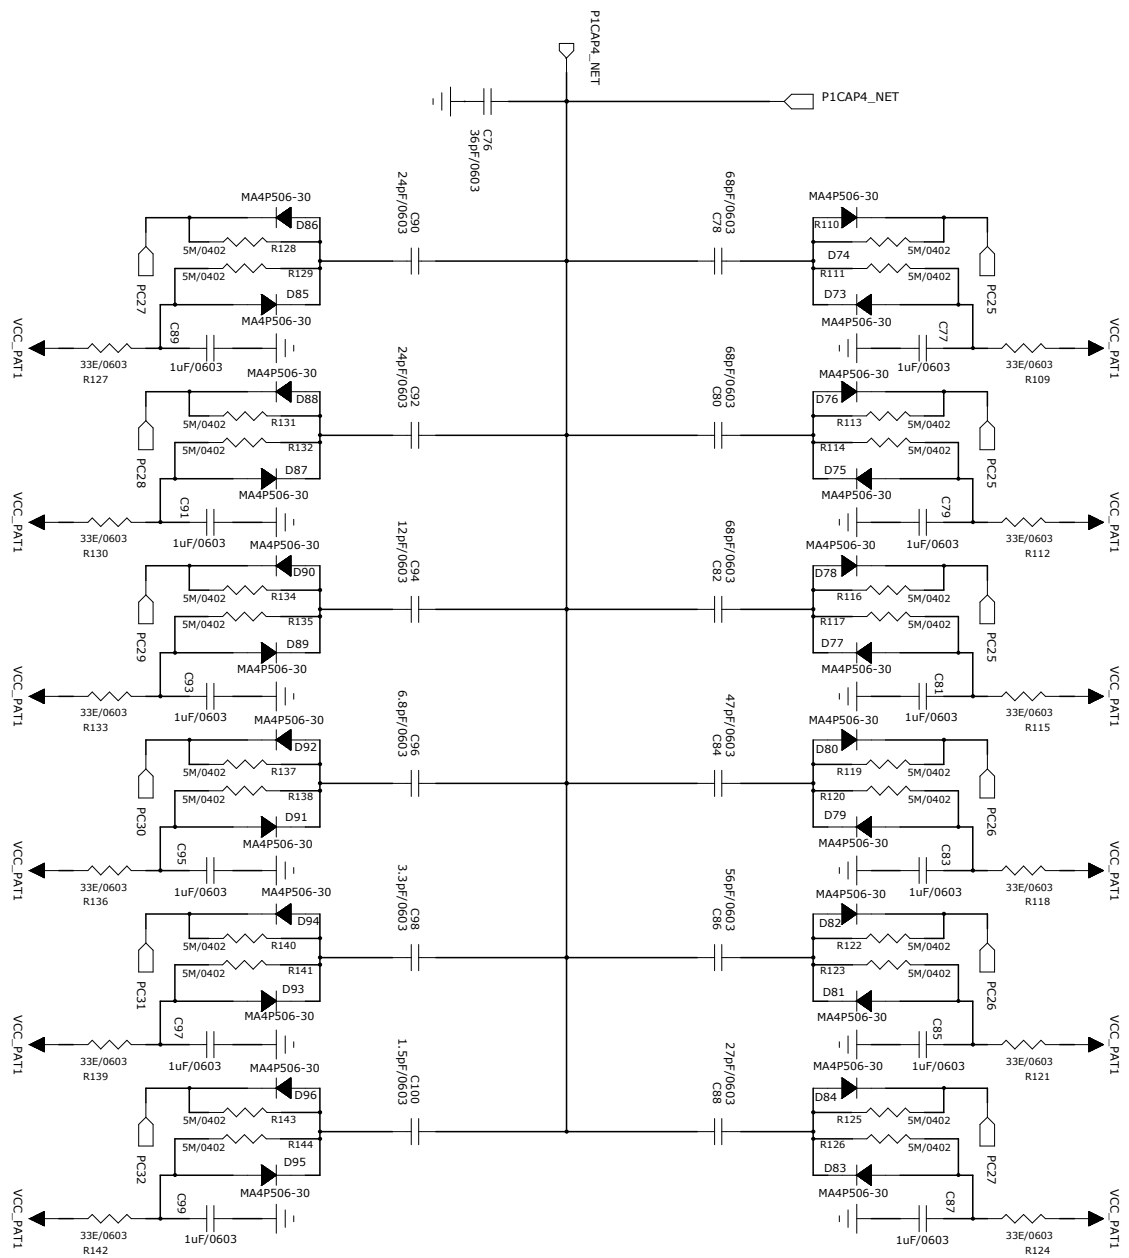 P1CAP4_NET
P1CAP4_NET
C76
36pF/0603
MA4P506-30
D86
5M/0402
R128
5M/0402
R129
PC27
D85
MA4P506-30
C89
1uF/0603
VCC_PAT1
33E/0603
R127
24pF/0603
C90
68pF/0603
C78
MA4P506-30
R110
D74
5M/0402
R111
5M/0402
PC25
D73
MA4P506-30
C77
1uF/0603
33E/0603
R109
VCC_PAT1
MA4P506-30
D88
5M/0402
R131
5M/0402
R132
PC28
D87
MA4P506-30
C91
1uF/0603
VCC_PAT1
33E/0603
R130
24pF/0603
C92
68pF/0603
C80
MA4P506-30
D76
R113
5M/0402
R114
5M/0402
PC25
D75
MA4P506-30
C79
1uF/0603
33E/0603
R112
VCC_PAT1
MA4P506-30
D90
5M/0402
R134
5M/0402
R135
PC29
D89
MA4P506-30
C93
1uF/0603
VCC_PAT1
33E/0603
R133
12pF/0603
C94
68pF/0603
C82
MA4P506-30
D78
R116
5M/0402
R117
5M/0402
PC25
D77
MA4P506-30
C81
1uF/0603
33E/0603
R115
VCC_PAT1
MA4P506-30
D92
5M/0402
R137
5M/0402
R138
PC30
D91
MA4P506-30
C95
1uF/0603
VCC_PAT1
33E/0603
R136
6.8pF/0603
C96
47pF/0603
C84
MA4P506-30
D80
R119
5M/0402
R120
5M/0402
PC26
D79
MA4P506-30
C83
1uF/0603
33E/0603
R118
VCC_PAT1
MA4P506-30
D94
5M/0402
R140
5M/0402
R141
PC31
D93
MA4P506-30
C97
1uF/0603
VCC_PAT1
33E/0603
R139
3.3pF/0603
C98
56pF/0603
C86
MA4P506-30
D82
R122
5M/0402
R123
5M/0402
PC26
D81
MA4P506-30
C85
1uF/0603
33E/0603
R121
VCC_PAT1
MA4P506-30
D96
5M/0402
R143
5M/0402
R144
PC32
D95
MA4P506-30
C99
1uF/0603
VCC_PAT1
33E/0603
R142
1.5pF/0603
C100
27pF/0603
C88
MA4P506-30
D84
R125
5M/0402
R126
5M/0402
PC27
D83
MA4P506-30
C87
1uF/0603
33E/0603
R124
VCC_PAT1